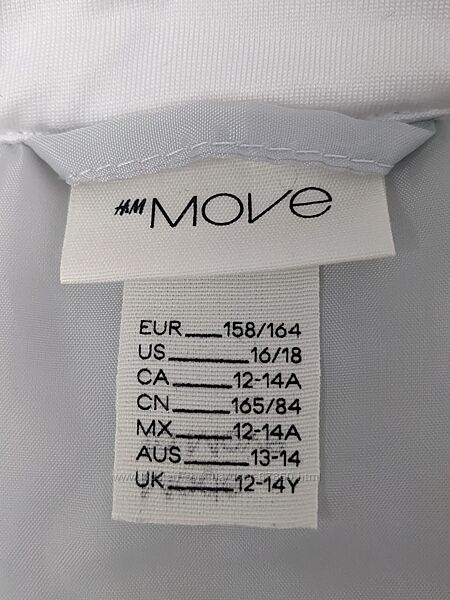 H&M MOVE
EUR 158/164
US 16/18
CA 12-14A
CN 165/84
MX 12-14A
AUS 13-14
UK 12-14Y